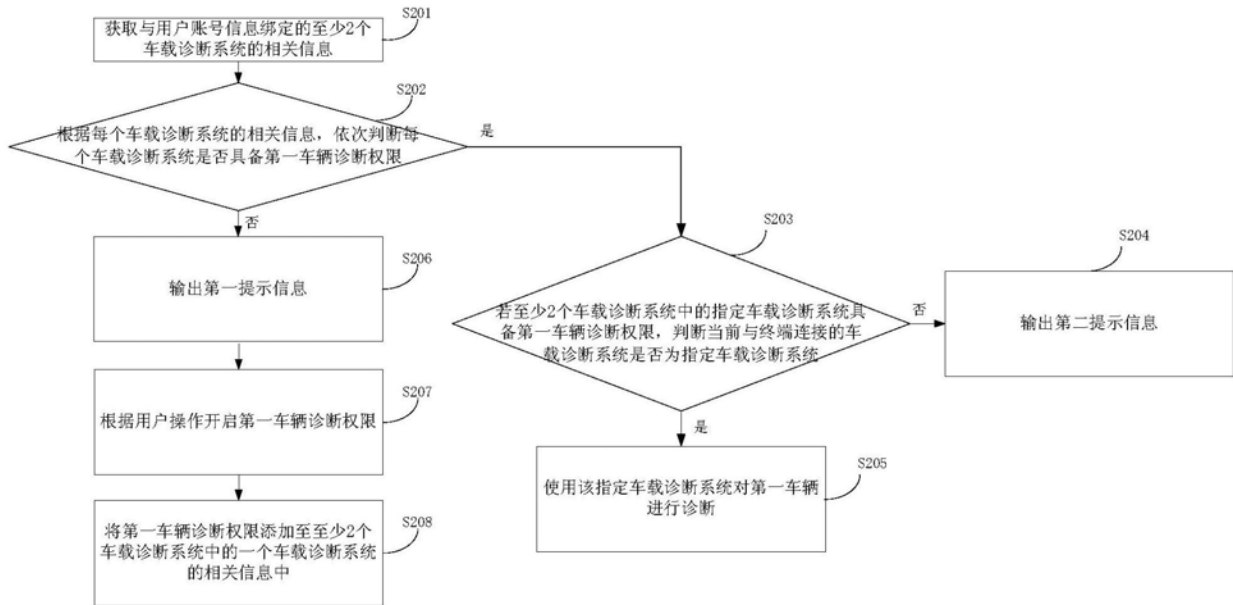 S201
获取与用户账号信息绑定的至少2个
车载诊断系统的相关信息
S202
根据每个车载诊断系统的相关信息，依次判断每
个车载诊断系统是否具备第一车辆诊断权限
是
否
S206
输出第一提示信息
S207
根据用户操作开启第一车辆诊断权限
S208
将第一车辆诊断权限添加至至少2个
车载诊断系统中的一个车载诊断系统
的相关信息中
S203
若至少2个车载诊断系统中的指定车载诊断系统具
备第一车辆诊断权限，判断当前与终端连接的车
载诊断系统是否为指定车载诊断系统
否
S204
输出第二提示信息
是
S205
使用该指定车载诊断系统对第一车辆
进行诊断